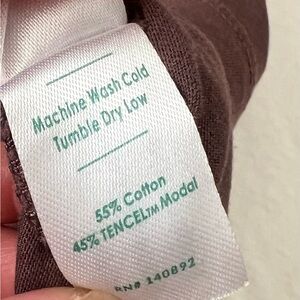 Machine Wash Cold
Tumble Dry Low
55% Cotton
45% TENCEL™ Modal
RN# 140892